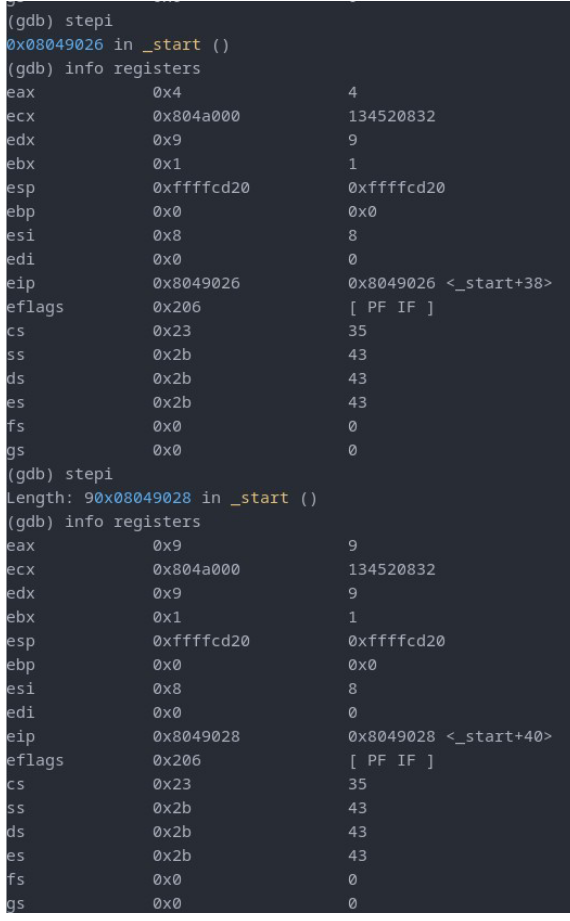 (gdb) stepi
0x08049026 in _start ()
(gdb) info registers
eax 0x4 4
ecx 0x804a000 134520832
edx 0x9 9
ebx 0x1 1
esp 0xffffcd20 0xffffcd20
ebp 0x0 0x0
esi 0x8 8
edi 0x0 0
eip 0x8049026 0x8049026 <_start+38>
eflags 0x206 [ PF IF ]
cs 0x23 35
ss 0x2b 43
ds 0x2b 43
es 0x2b 43
fs 0x0 0
gs 0x0 0
(gdb) stepi
Length: 90x08049028 in _start ()
(gdb) info registers
eax 0x9 9
ecx 0x804a000 134520832
edx 0x9 9
ebx 0x1 1
esp 0xffffcd20 0xffffcd20
ebp 0x0 0x0
esi 0x8 8
edi 0x0 0
eip 0x8049028 0x8049028 <_start+40>
eflags 0x206 [ PF IF ]
cs 0x23 35
ss 0x2b 43
ds 0x2b 43
es 0x2b 43
fs 0x0 0
gs 0x0 0